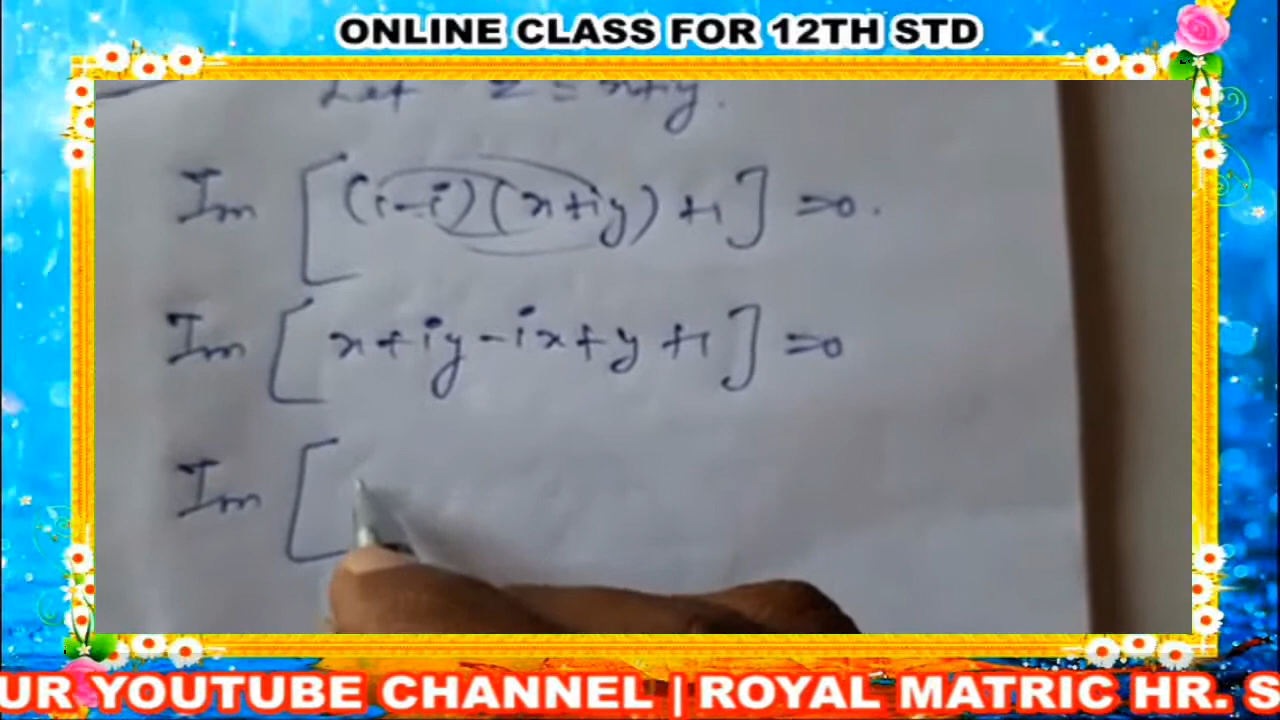 ONLINE CLASS FOR 12TH STD
Let z = x+iy.
Im [(1-i)(x+iy)+1] =0.
Im [x+iy-ix+y+1] =0
Im [
UR YOUTUBE CHANNEL | ROYAL MATRIC HR. S